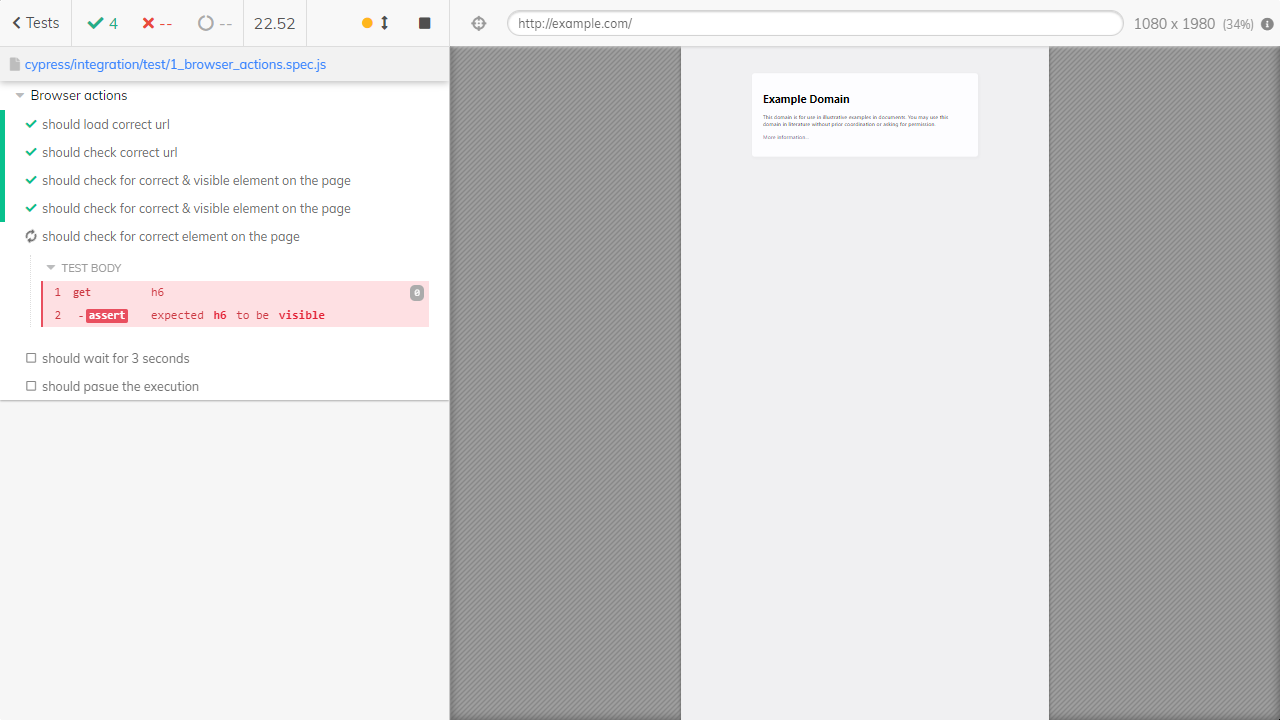 Tests 4 -- -- 22.52 http://example.com/ 1080 x 1980 (34%)
cypress/integration/test/1_browser_actions.spec.js
Browser actions
should load correct url
should check correct url
should check for correct & visible element on the page
should check for correct & visible element on the page
should check for correct element on the page
TEST BODY
1 get h6 0
2 -assert expected h6 to be visible
should wait for 3 seconds
should pasue the execution
Example Domain
This domain is for use in illustrative examples in documents. You may use this
domain in literature without prior coordination or asking for permission.
More information...